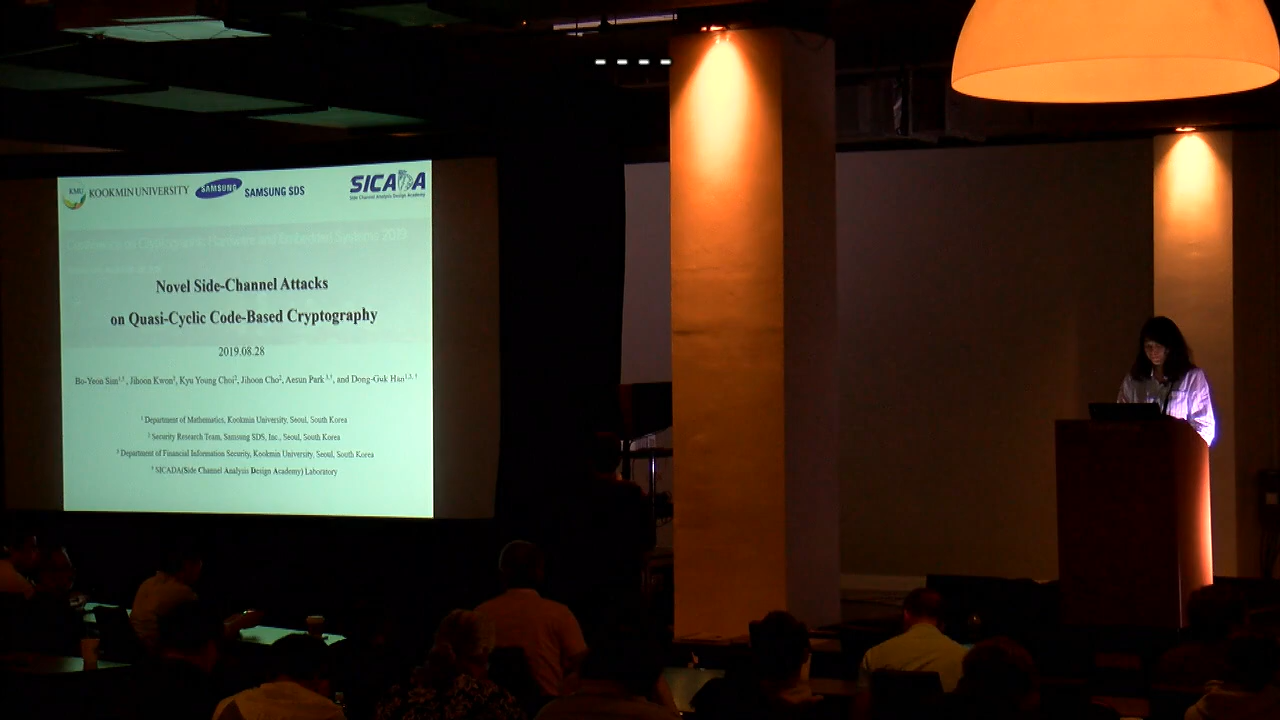 KMU KOOKMIN UNIVERSITY SAMSUNG SAMSUNG SDS SICADA
Side Channel Analysis Design Academy
Conference on Cryptographic Hardware and Embedded Systems 2019
Novel Side-Channel Attacks
on Quasi-Cyclic Code-Based Cryptography
2019.08.28
Bo-Yeon Sim¹,†, Jihoon Kwon², Kyu Young Choi², Jihoon Cho², Aesun Park³,†, and Dong-Guk Han¹,³,†
¹ Department of Mathematics, Kookmin University, Seoul, South Korea
² Security Research Team, Samsung SDS, Inc., Seoul, South Korea
³ Department of Financial Information Security, Kookmin University, Seoul, South Korea
† SICADA(Side Channel Analysis Design Academy) Laboratory